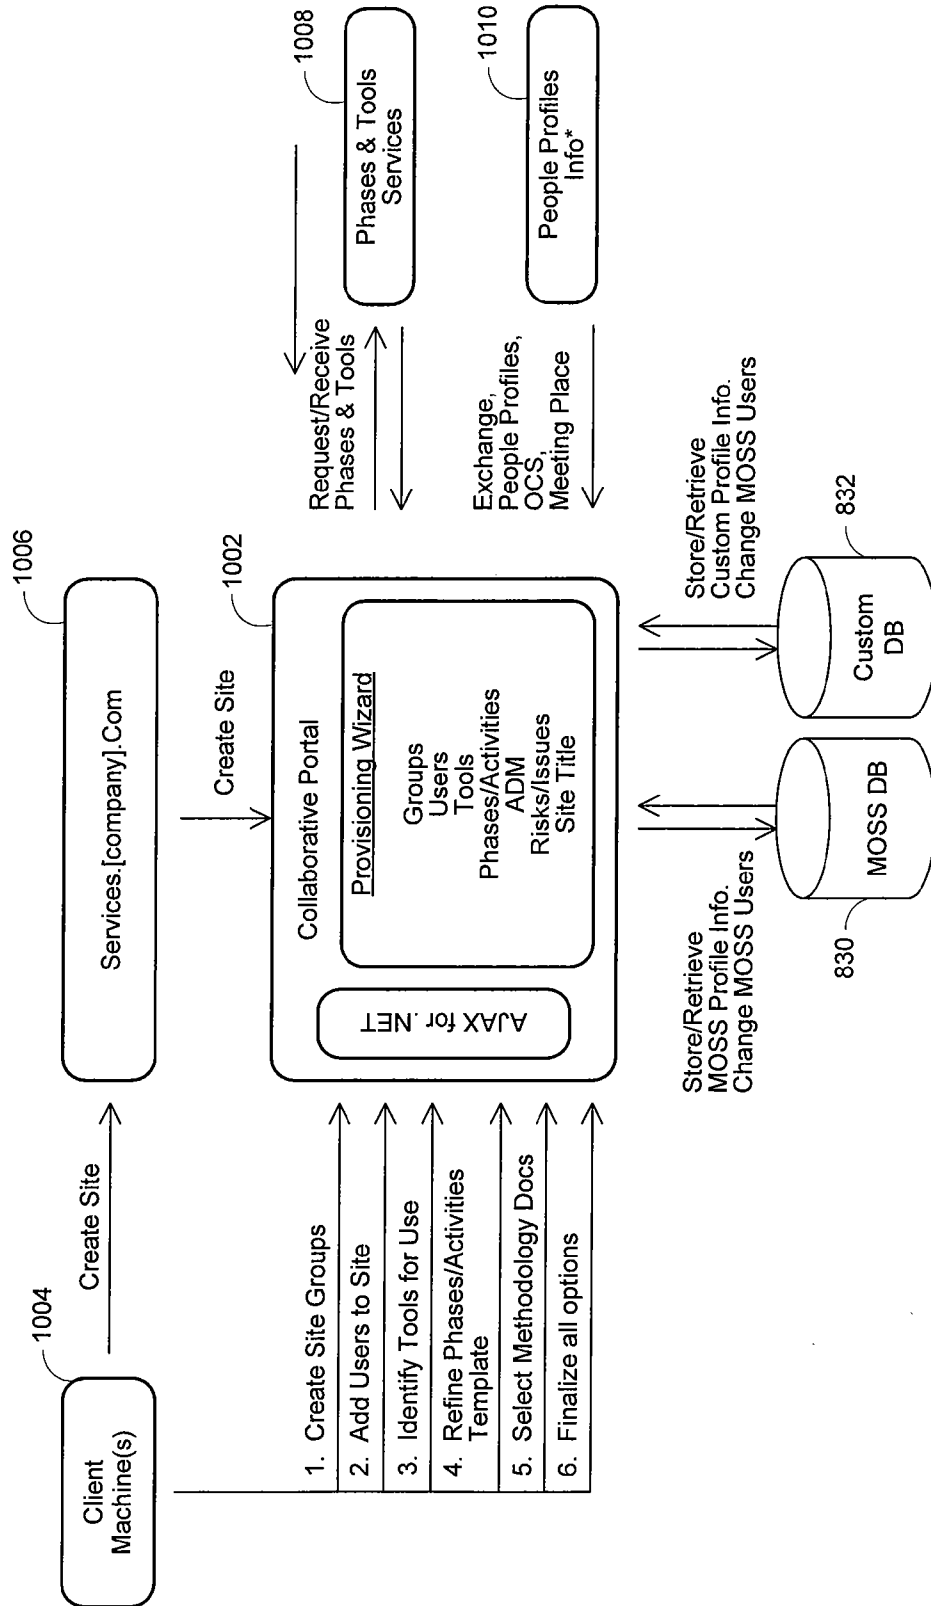 1004
Client
Machine(s)
Create Site
1006
Services.[company].Com
Create Site
1002
Collaborative Portal
AJAX for .NET
Provisioning Wizard
Groups
Users
Tools
Phases/Activities
ADM
Risks/Issues
Site Title
1. Create Site Groups
2. Add Users to Site
3. Identify Tools for Use
4. Refine Phases/Activities
Template
5. Select Methodology Docs
6. Finalize all options
Request/Receive
Phases & Tools
1008
Phases & Tools
Services
Exchange,
People Profiles,
OCS,
Meeting Place
1010
People Profiles
Info*
Store/Retrieve
MOSS Profile Info.
Change MOSS Users
830
MOSS DB
Custom
DB
832
Store/Retrieve
Custom Profile Info.
Change MOSS Users